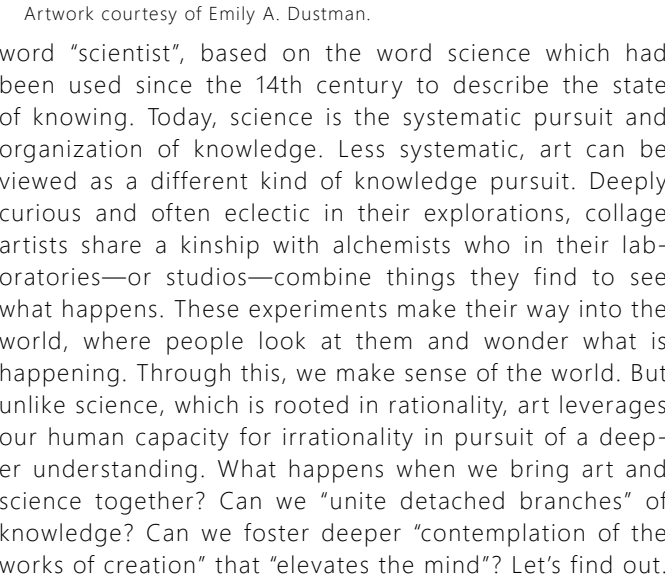 Artwork courtesy of Emily A. Dustman.
word “scientist”, based on the word science which had
been used since the 14th century to describe the state
of knowing. Today, science is the systematic pursuit and
organization of knowledge. Less systematic, art can be
viewed as a different kind of knowledge pursuit. Deeply
curious and often eclectic in their explorations, collage
artists share a kinship with alchemists who in their lab-
oratories—or studios—combine things they find to see
what happens. These experiments make their way into the
world, where people look at them and wonder what is
happening. Through this, we make sense of the world. But
unlike science, which is rooted in rationality, art leverages
our human capacity for irrationality in pursuit of a deep-
er understanding. What happens when we bring art and
science together? Can we “unite detached branches” of
knowledge? Can we foster deeper “contemplation of the
works of creation” that “elevates the mind”? Let’s find out.